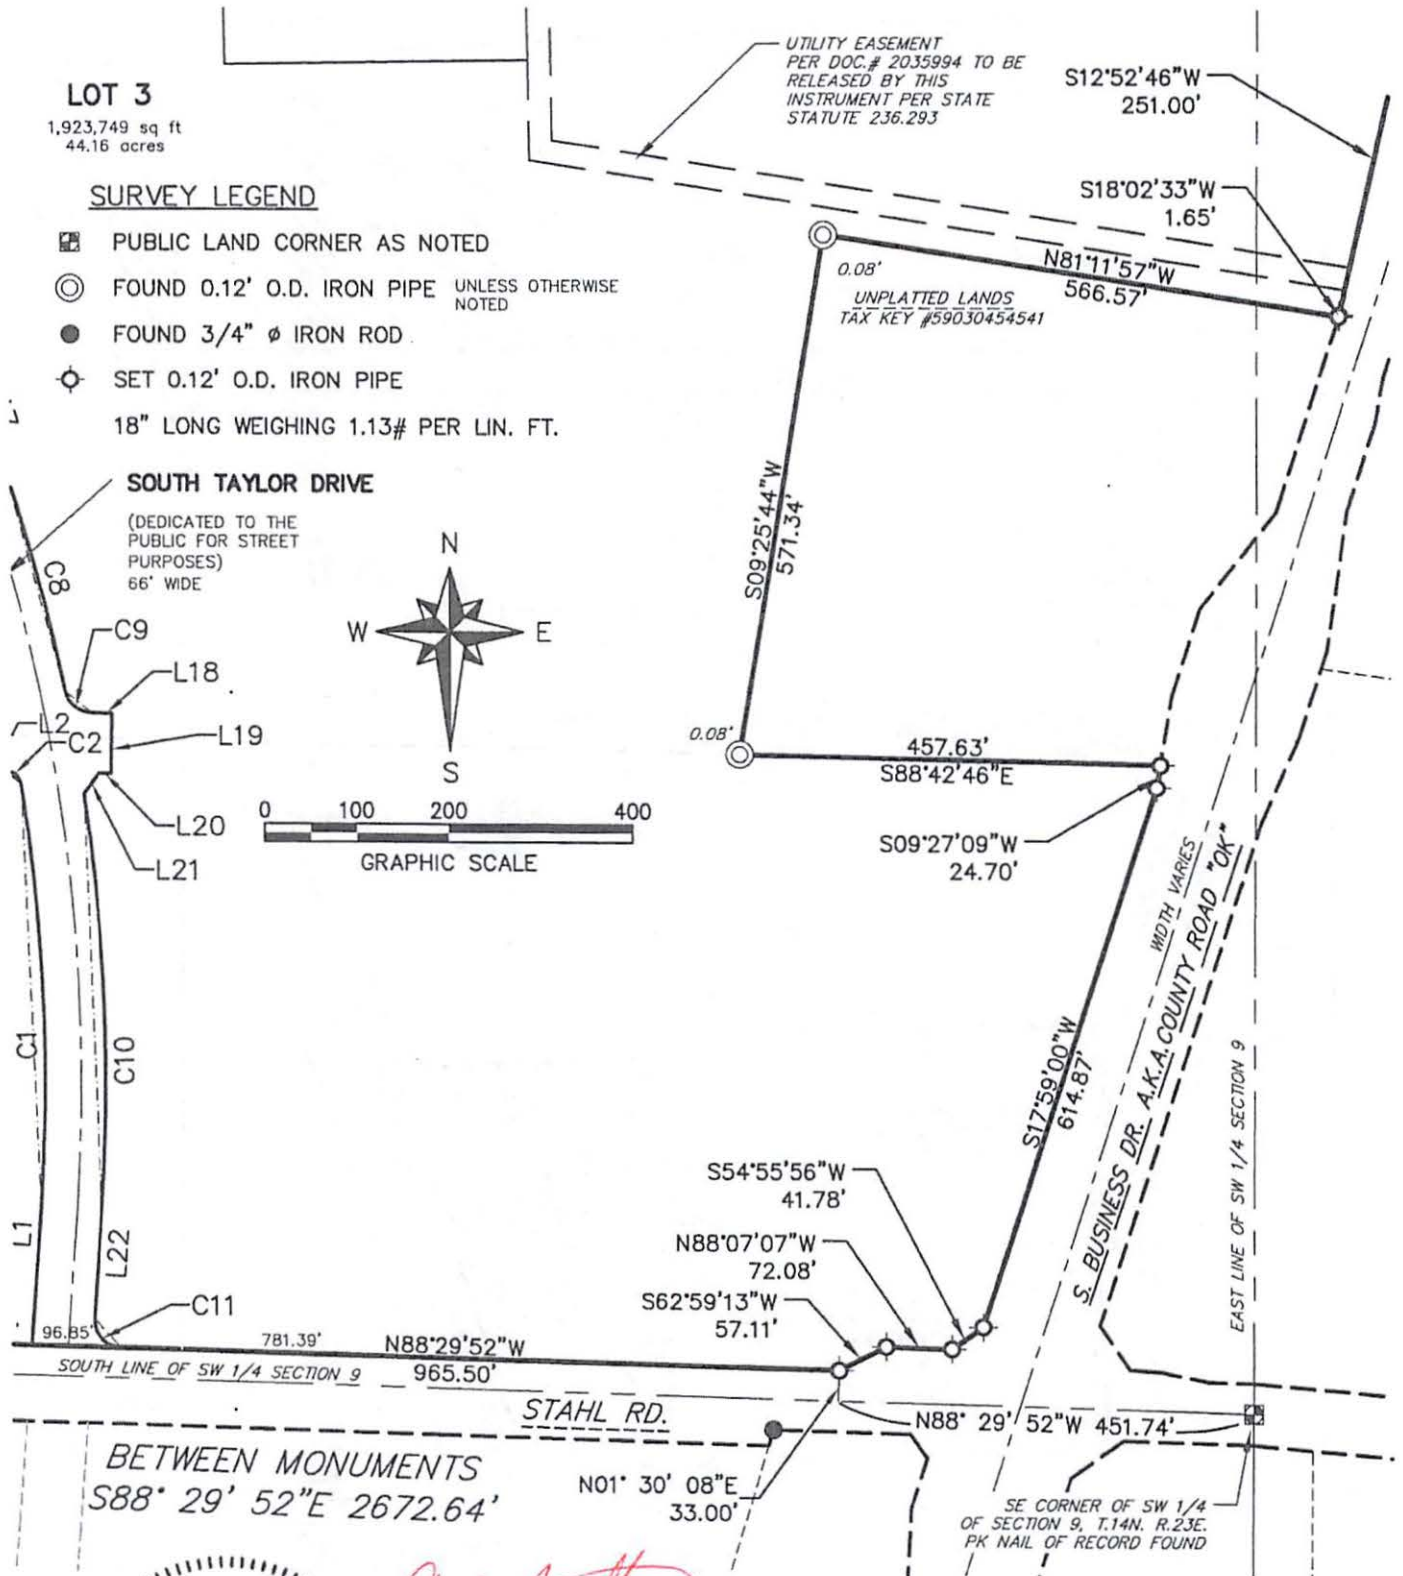 LOT 3
1,923,749 sq ft
44.16 acres
UTILITY EASEMENT
PER DOC.# 2035994 TO BE
RELEASED BY THIS
INSTRUMENT PER STATE
STATUTE 236.293
S12°52'46"W
251.00'
S18°02'33"W
1.65'
SURVEY LEGEND
PUBLIC LAND CORNER AS NOTED
FOUND 0.12' O.D. IRON PIPE UNLESS OTHERWISE
NOTED
FOUND 3/4" ø IRON ROD
SET 0.12' O.D. IRON PIPE
18" LONG WEIGHING 1.13# PER LIN. FT.
0.08'
N81°11'57"W
566.57'
UNPLATTED LANDS
TAX KEY #59030454541
SOUTH TAYLOR DRIVE
(DEDICATED TO THE
PUBLIC FOR STREET
PURPOSES)
66' WIDE
S09°25'44"W
571.34'
N
W
E
S
C8
C9
L18
L2
C2
L19
L20
L21
0 100 200 400
GRAPHIC SCALE
0.08'
457.63'
S88°42'46"E
S09°27'09"W
24.70'
WIDTH VARIES
S. BUSINESS DR. A.K.A. COUNTY ROAD "OK"
EAST LINE OF SW 1/4 SECTION 9
S17°59'00"W
614.87'
C1
C10
L1
L22
C11
S54°55'56"W
41.78'
N88°07'07"W
72.08'
S62°59'13"W
57.11'
96.85'
781.39'
N88°29'52"W
965.50'
SOUTH LINE OF SW 1/4 SECTION 9
STAHL RD.
N88° 29' 52"W 451.74'
BETWEEN MONUMENTS
S88° 29' 52"E 2672.64'
N01° 30' 08"E
33.00'
SE CORNER OF SW 1/4
OF SECTION 9, T.14N. R.23E.
PK NAIL OF RECORD FOUND